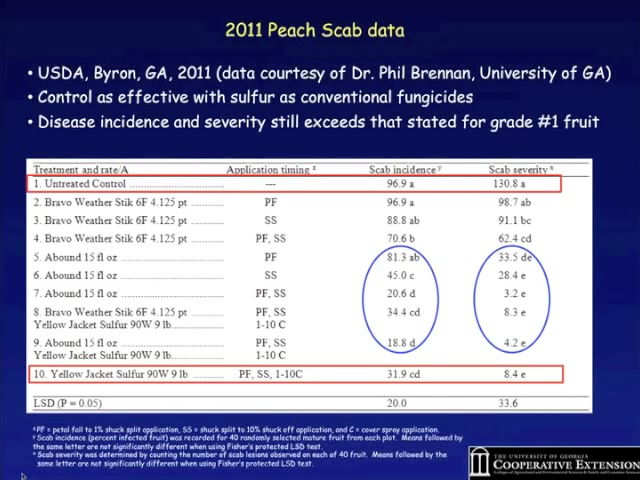 2011 Peach Scab data
• USDA, Byron, GA, 2011 (data courtesy of Dr. Phil Brennan, University of GA)
• Control as effective with sulfur as conventional fungicides
• Disease incidence and severity still exceeds that stated for grade #1 fruit
Treatment and rate/A Application timing z Scab incidence y Scab severity x
1. Untreated Control --- 96.9 a 130.8 a
2. Bravo Weather Stik 6F 4.125 pt PF 96.9 a 98.7 ab
3. Bravo Weather Stik 6F 4.125 pt SS 88.8 ab 91.1 bc
4. Bravo Weather Stik 6F 4.125 pt PF, SS 70.6 b 62.4 cd
5. Abound 15 fl oz PF 81.3 ab 33.5 de
6. Abound 15 fl oz SS 45.0 c 28.4 e
7. Abound 15 fl oz PF, SS 20.6 d 3.2 e
8. Bravo Weather Stik 6F 4.125 pt PF, SS 34.4 cd 8.3 e
Yellow Jacket Sulfur 90W 9 lb 1-10 C
9. Abound 15 fl oz PF, SS 18.8 d 4.2 e
Yellow Jacket Sulfur 90W 9 lb 1-10 C
10. Yellow Jacket Sulfur 90W 9 lb PF, SS, 1-10C 31.9 cd 8.4 e
LSD (P = 0.05) 20.0 33.6
z PF = petal fall to 1% shuck split application, SS = shuck split to 10% shuck off application, and C = cover spray application.
y Scab incidence (percent infected fruit) was recorded for 40 randomly selected mature fruit from each plot. Means followed by
the same letter are not significantly different when using Fisher's protected LSD test.
x Scab severity was determined by counting the number of scab lesions observed on each of 40 fruit. Means followed by the
same letter are not significantly different when using Fisher's protected LSD test.
THE UNIVERSITY OF GEORGIA
COOPERATIVE EXTENSION
Colleges of Agricultural and Environmental Sciences & Family and Consumer Sciences